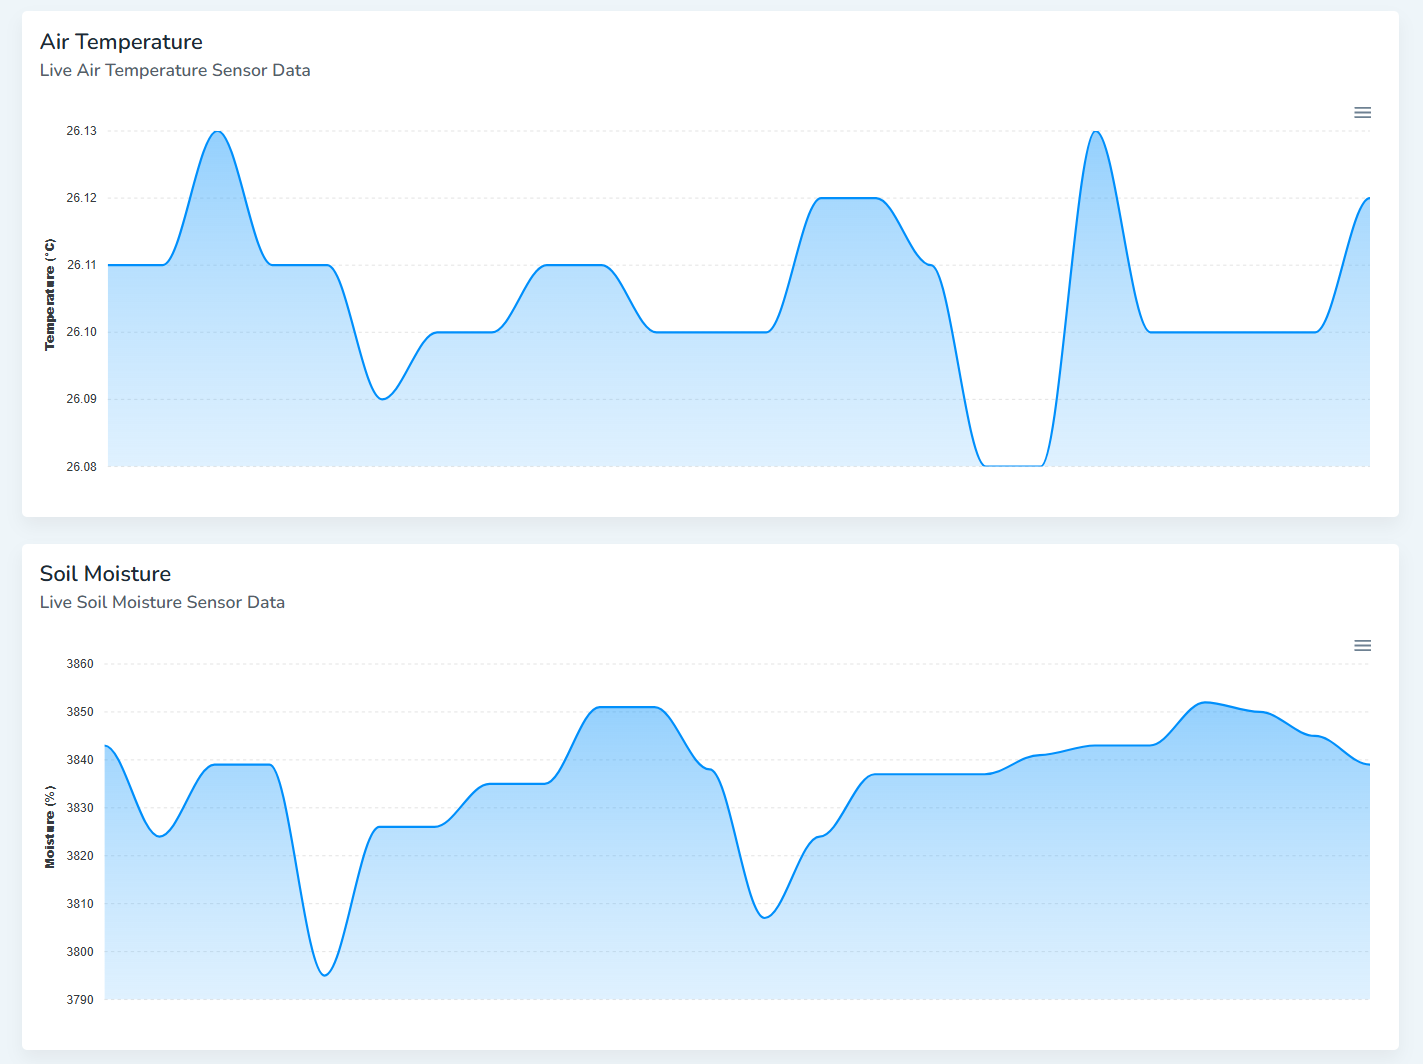 Air Temperature
Live Air Temperature Sensor Data
26.13
26.12
26.11
26.10
26.09
26.08
Temperature (°C)
Soil Moisture
Live Soil Moisture Sensor Data
3860
3850
3840
3830
3820
3810
3800
3790
Moisture (%)